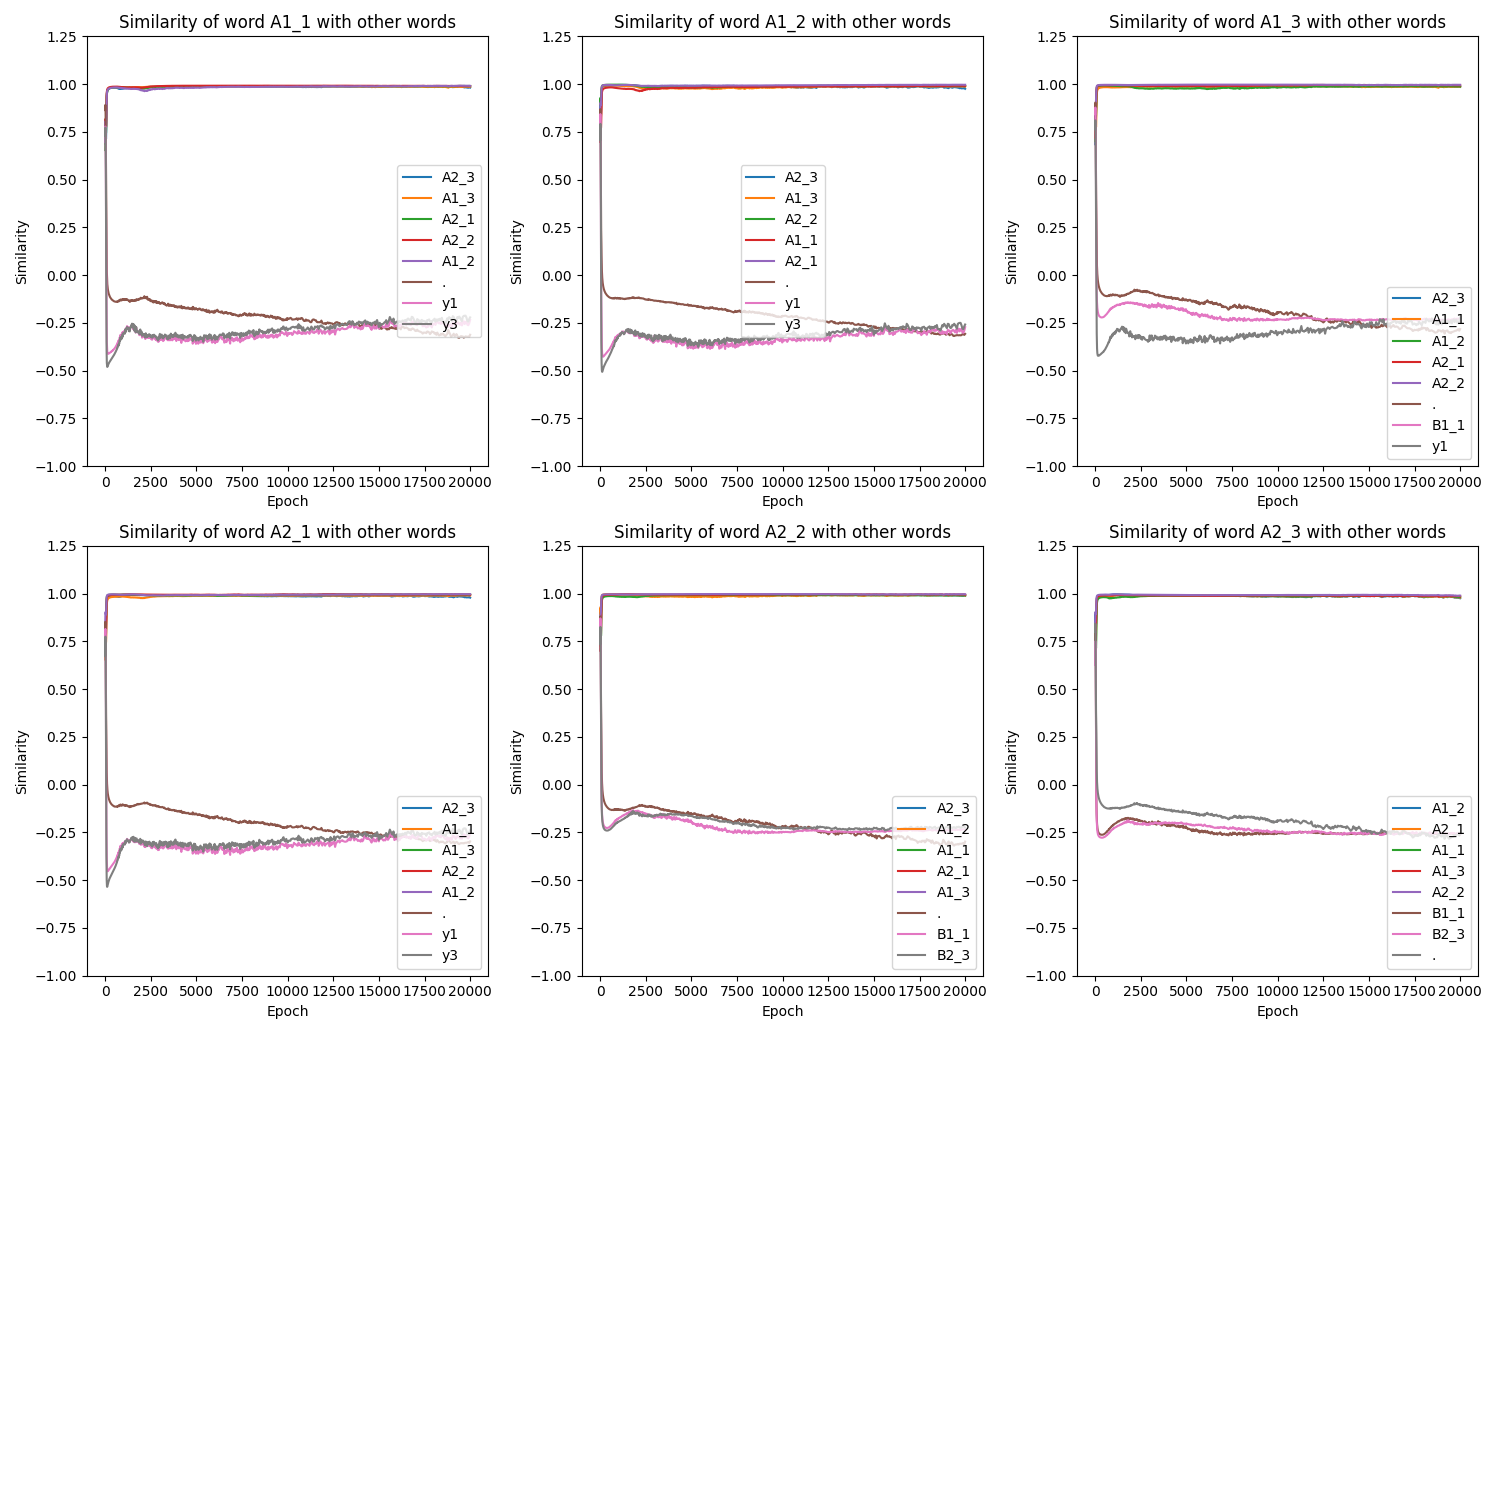 Similarity of word A1_1 with other words
1.25
1.00
0.75
0.50
0.25
0.00
−0.25
−0.50
−0.75
−1.00
Similarity
0 2500 5000 7500 10000 12500 15000 17500 20000
Epoch
A2_3
A1_3
A2_1
A2_2
A1_2
.
y1
y3
Similarity of word A1_2 with other words
1.25
1.00
0.75
0.50
0.25
0.00
−0.25
−0.50
−0.75
−1.00
Similarity
0 2500 5000 7500 10000 12500 15000 17500 20000
Epoch
A2_3
A1_3
A2_2
A1_1
A2_1
.
y1
y3
Similarity of word A1_3 with other words
1.25
1.00
0.75
0.50
0.25
0.00
−0.25
−0.50
−0.75
−1.00
Similarity
0 2500 5000 7500 10000 12500 15000 17500 20000
Epoch
A2_3
A1_1
A1_2
A2_1
A2_2
.
B1_1
y1
Similarity of word A2_1 with other words
1.25
1.00
0.75
0.50
0.25
0.00
−0.25
−0.50
−0.75
−1.00
Similarity
0 2500 5000 7500 10000 12500 15000 17500 20000
Epoch
A2_3
A1_1
A1_3
A2_2
A1_2
.
y1
y3
Similarity of word A2_2 with other words
1.25
1.00
0.75
0.50
0.25
0.00
−0.25
−0.50
−0.75
−1.00
Similarity
0 2500 5000 7500 10000 12500 15000 17500 20000
Epoch
A2_3
A1_2
A1_1
A2_1
A1_3
.
B1_1
B2_3
Similarity of word A2_3 with other words
1.25
1.00
0.75
0.50
0.25
0.00
−0.25
−0.50
−0.75
−1.00
Similarity
0 2500 5000 7500 10000 12500 15000 17500 20000
Epoch
A1_2
A2_1
A1_1
A1_3
A2_2
B1_1
B2_3
.